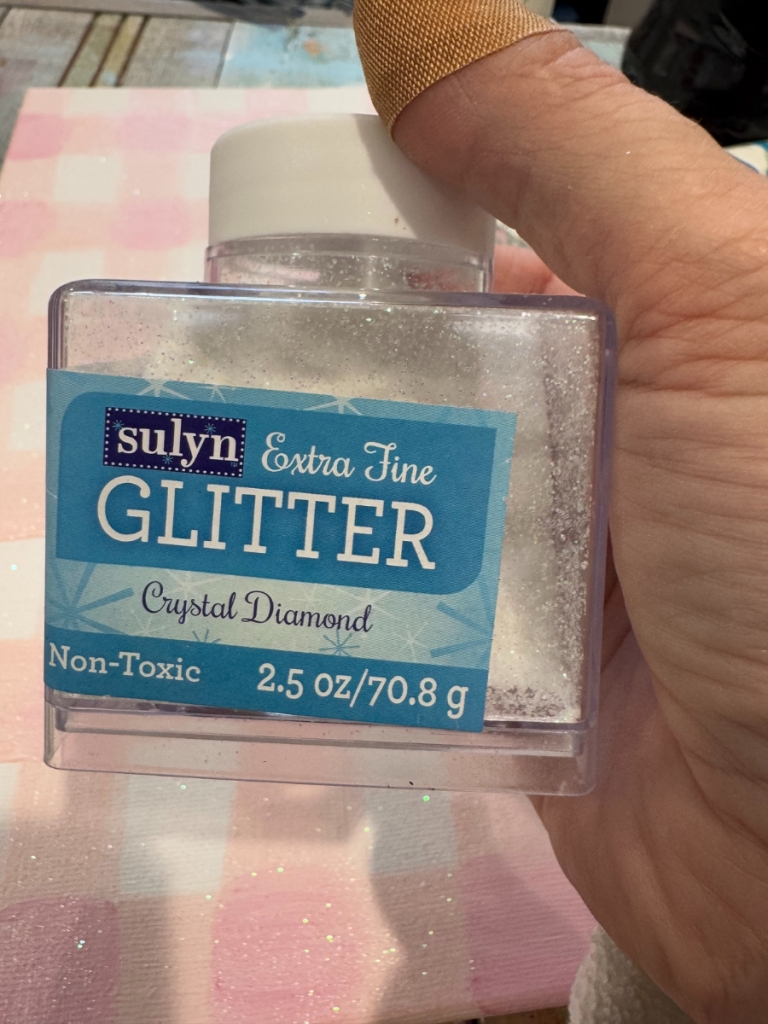 sulyn Extra Fine
GLITTER
Crystal Diamond
Non-Toxic 2.5 oz/70.8 g